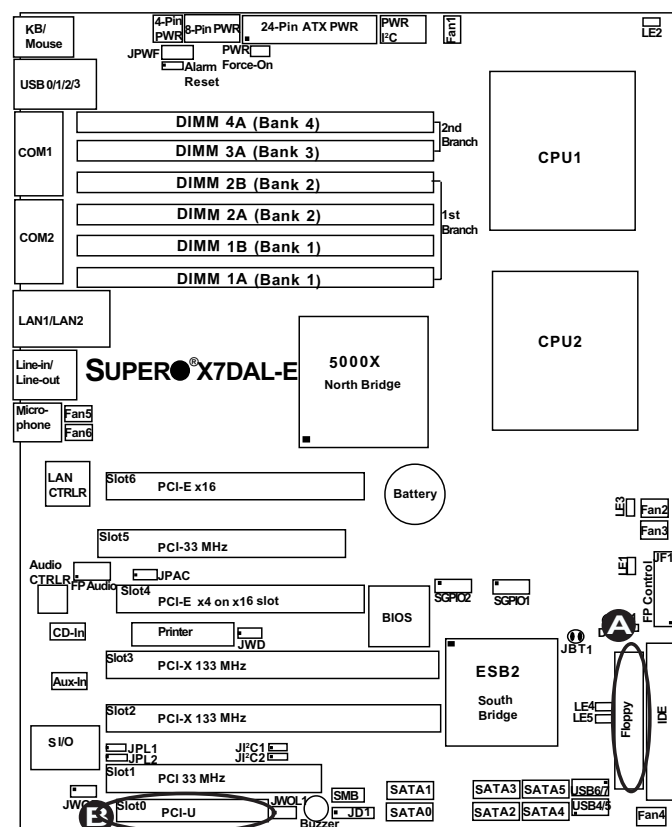 KB/
Mouse
4-Pin
PWR
8-Pin PWR
24-Pin ATX PWR
PWR
I²C
Fan1
LE2
JPWF
PWR
Force-On
Alarm
Reset
USB 0/1/2/3
DIMM 4A (Bank 4)
2nd
Branch
DIMM 3A (Bank 3)
COM1
DIMM 2B (Bank 2)
CPU1
DIMM 2A (Bank 2)
1st
Branch
COM2
DIMM 1B (Bank 1)
DIMM 1A (Bank 1)
LAN1/LAN2
CPU2
Line-in/
Line-out
SUPER®X7DAL-E
5000X
North Bridge
Micro-
phone
Fan5
Fan6
LAN
CTRLR
Slot6
PCI-E x16
Battery
LE3
Fan2
Fan3
Slot5
PCI-33 MHz
Audio
CTRLR
FP Audio
JPAC
LE1
JF1
FP Control
Slot4
PCI-E x4 on x16 slot
BIOS
SGPIO2
SGPIO1
A
CD-In
Printer
JWD
JBT1
Slot3
PCI-X 133 MHz
ESB2
South
Bridge
Aux-In
Floppy
IDE
Slot2
PCI-X 133 MHz
LE4
LE5
S I/O
JPL1
JPL2
JI²C1
JI²C2
Slot1
PCI 33 MHz
SMB
SATA1
SATA3
SATA5
USB6/7
B
Slot0
PCI-U
JWOL1
Buzzer
JD1
SATA0
SATA2
SATA4
USB4/5
Fan4